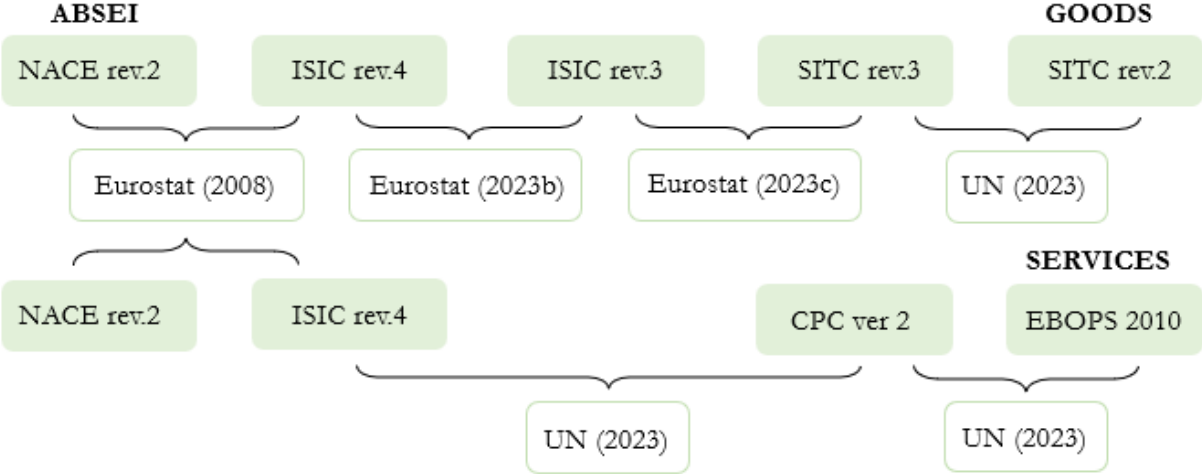 ABSEI GOODS
NACE rev.2 ISIC rev.4 ISIC rev.3 SITC rev.3 SITC rev.2
Eurostat (2008) Eurostat (2023b) Eurostat (2023c) UN (2023)
SERVICES
NACE rev.2 ISIC rev.4 CPC ver 2 EBOPS 2010
UN (2023) UN (2023)